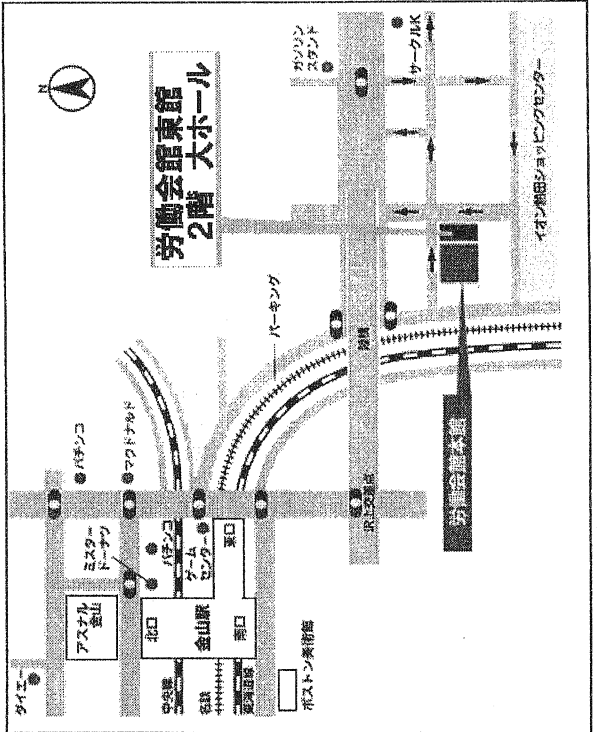 N
労働会館東館
2階 大ホール
ガソリン
スタンド
サークルK
イオン熱田ショッピングセンター
パーキング
陸橋
労働会館本館
JR上交差点
パチンコ
マクドナルド
ミスター
ドーナツ
パチンコ
ゲーム
センター
アスナル
金山
ダイエー
北口
金山駅
東口
南口
中央線
名鉄
東海道線
ボストン美術館